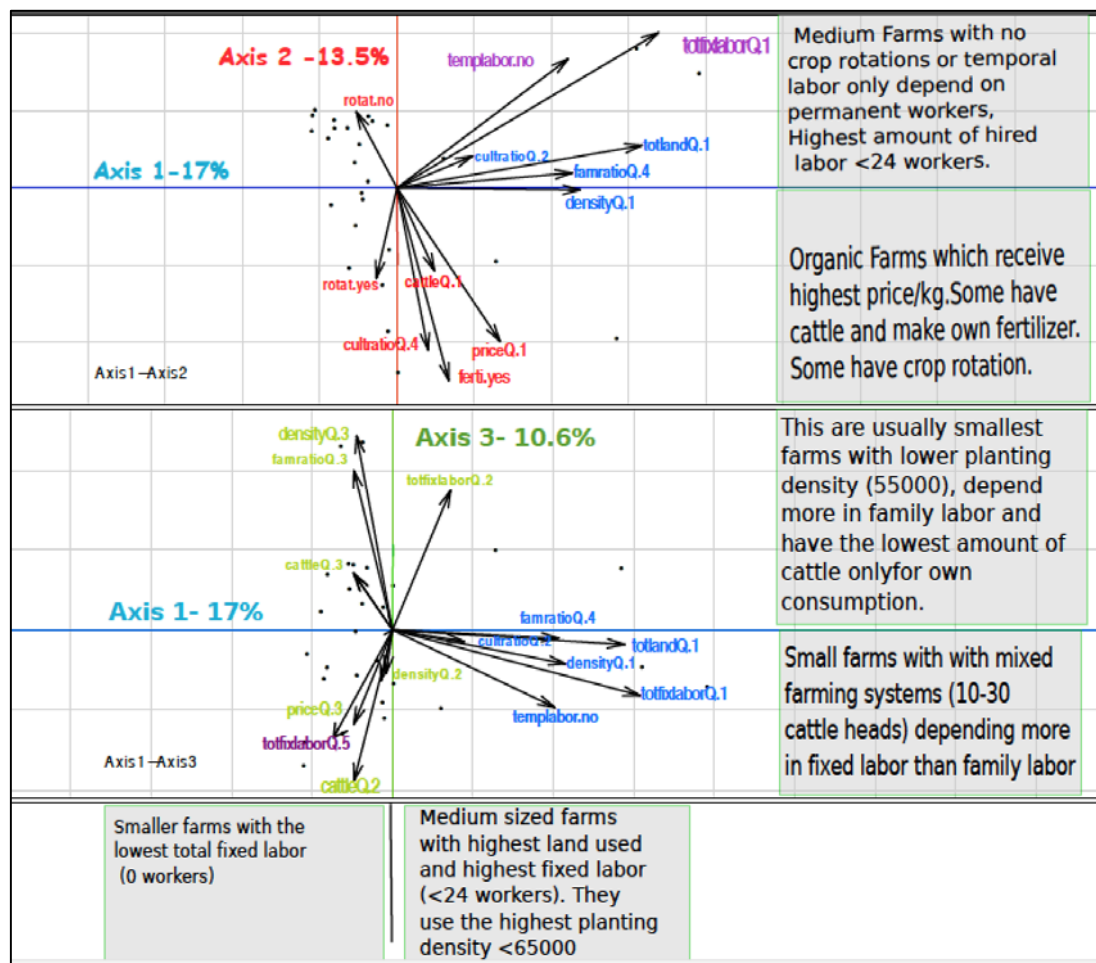 Axis 2 -13.5%
templabor.no
totfixlaborQ.1
rotat.no
cultratioQ.2
totlandQ.1
Axis 1-17%
famratioQ.4
densityQ.1
rotat.yes
cattleQ.1
cultratioQ.4
priceQ.1
ferti.yes
Axis1-Axis2
Medium Farms with no
crop rotations or temporal
labor only depend on
permanent workers,
Highest amount of hired
labor <24 workers.
Organic Farms which receive
highest price/kg.Some have
cattle and make own fertilizer.
Some have crop rotation.
densityQ.3
Axis 3- 10.6%
famratioQ.3
totfixlaborQ.2
cattleQ.3
Axis 1- 17%
famratioQ.4
cultratioQ.2
totlandQ.1
densityQ.1
densityQ.2
totfixlaborQ.1
priceQ.3
templabor.no
totfixlaborQ.5
Axis1-Axis3
cattleQ.2
This are usually smallest
farms with lower planting
density (55000), depend
more in family labor and
have the lowest amount of
cattle onlyfor own
consumption.
Small farms with with mixed
farming systems (10-30
cattle heads) depending more
in fixed labor than family labor
Smaller farms with the
lowest total fixed labor
(0 workers)
Medium sized farms
with highest land used
and highest fixed labor
(<24 workers). They
use the highest planting
density <65000